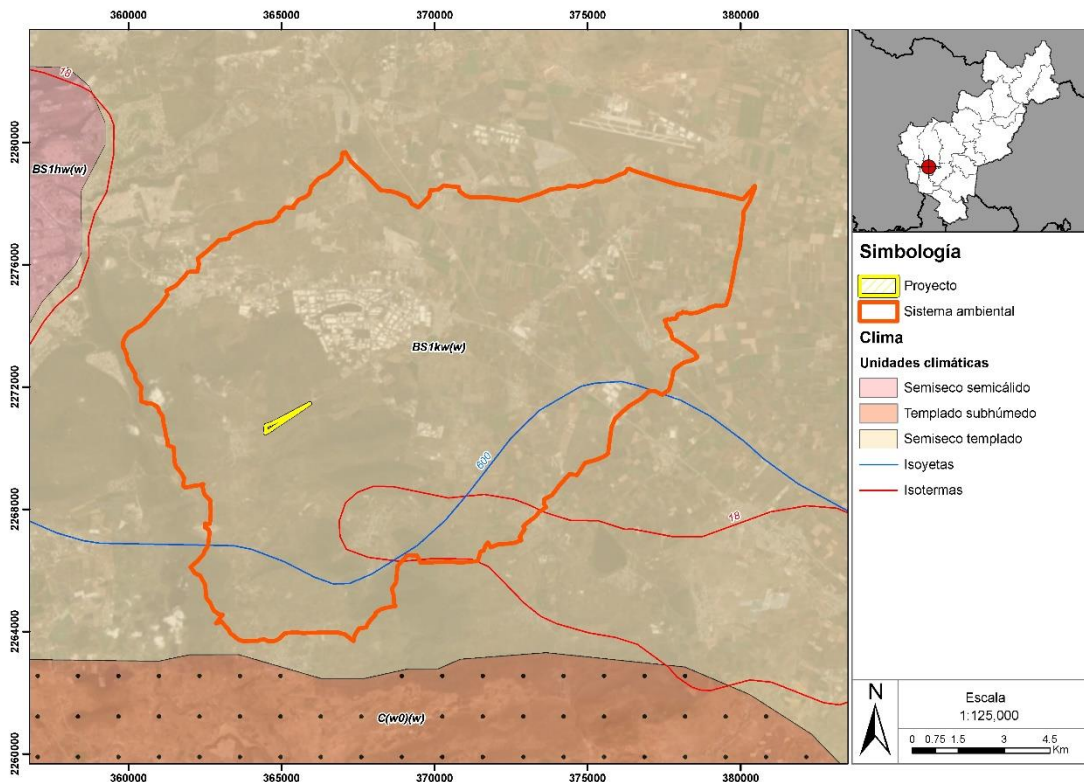 360000 365000 370000 375000 380000
2280000
2276000
2272000
2268000
2264000
2260000
18
BS1hw(w)
BS1kw(w)
600
18
C(w0)(w)
360000 365000 370000 375000 380000
Simbología
Proyecto
Sistema ambiental
Clima
Unidades climáticas
Semiseco semicálido
Templado subhúmedo
Semiseco templado
Isoyetas
Isotermas
N
Escala
1:125,000
0 0.75 1.5 3 4.5
Km